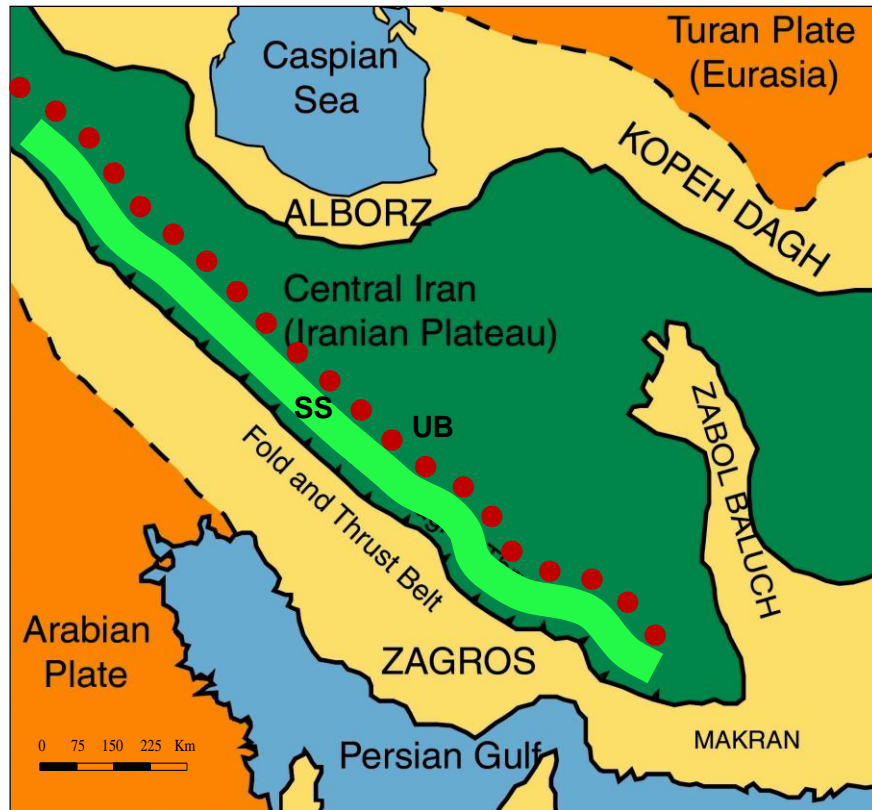 Caspian
Sea
Turan Plate
(Eurasia)
KOPEH DAGH
ALBORZ
Central Iran
(Iranian Plateau)
SS
UB
ZABOL BALUCH
Fold and Thrust Belt
Arabian
Plate
ZAGROS
MAKRAN
Persian Gulf
0 75 150 225 Km